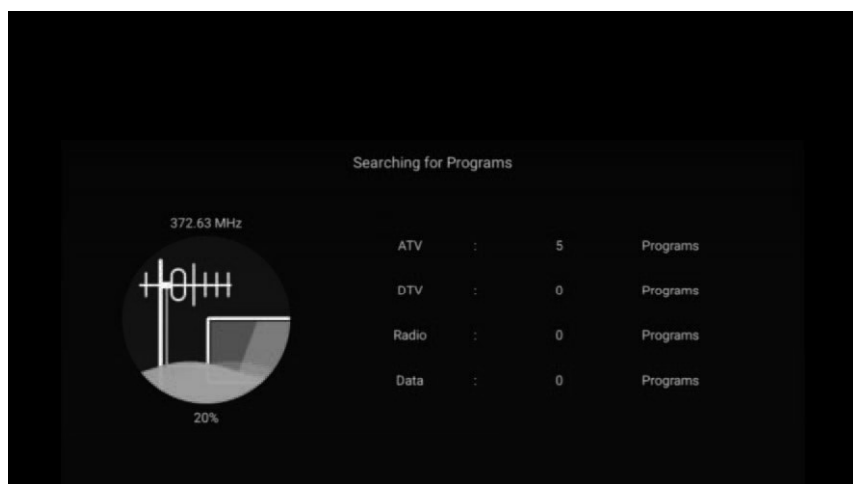 Searching for Programs
372.63 MHz
ATV : 5 Programs
DTV : 0 Programs
Radio : 0 Programs
Data : 0 Programs
20%